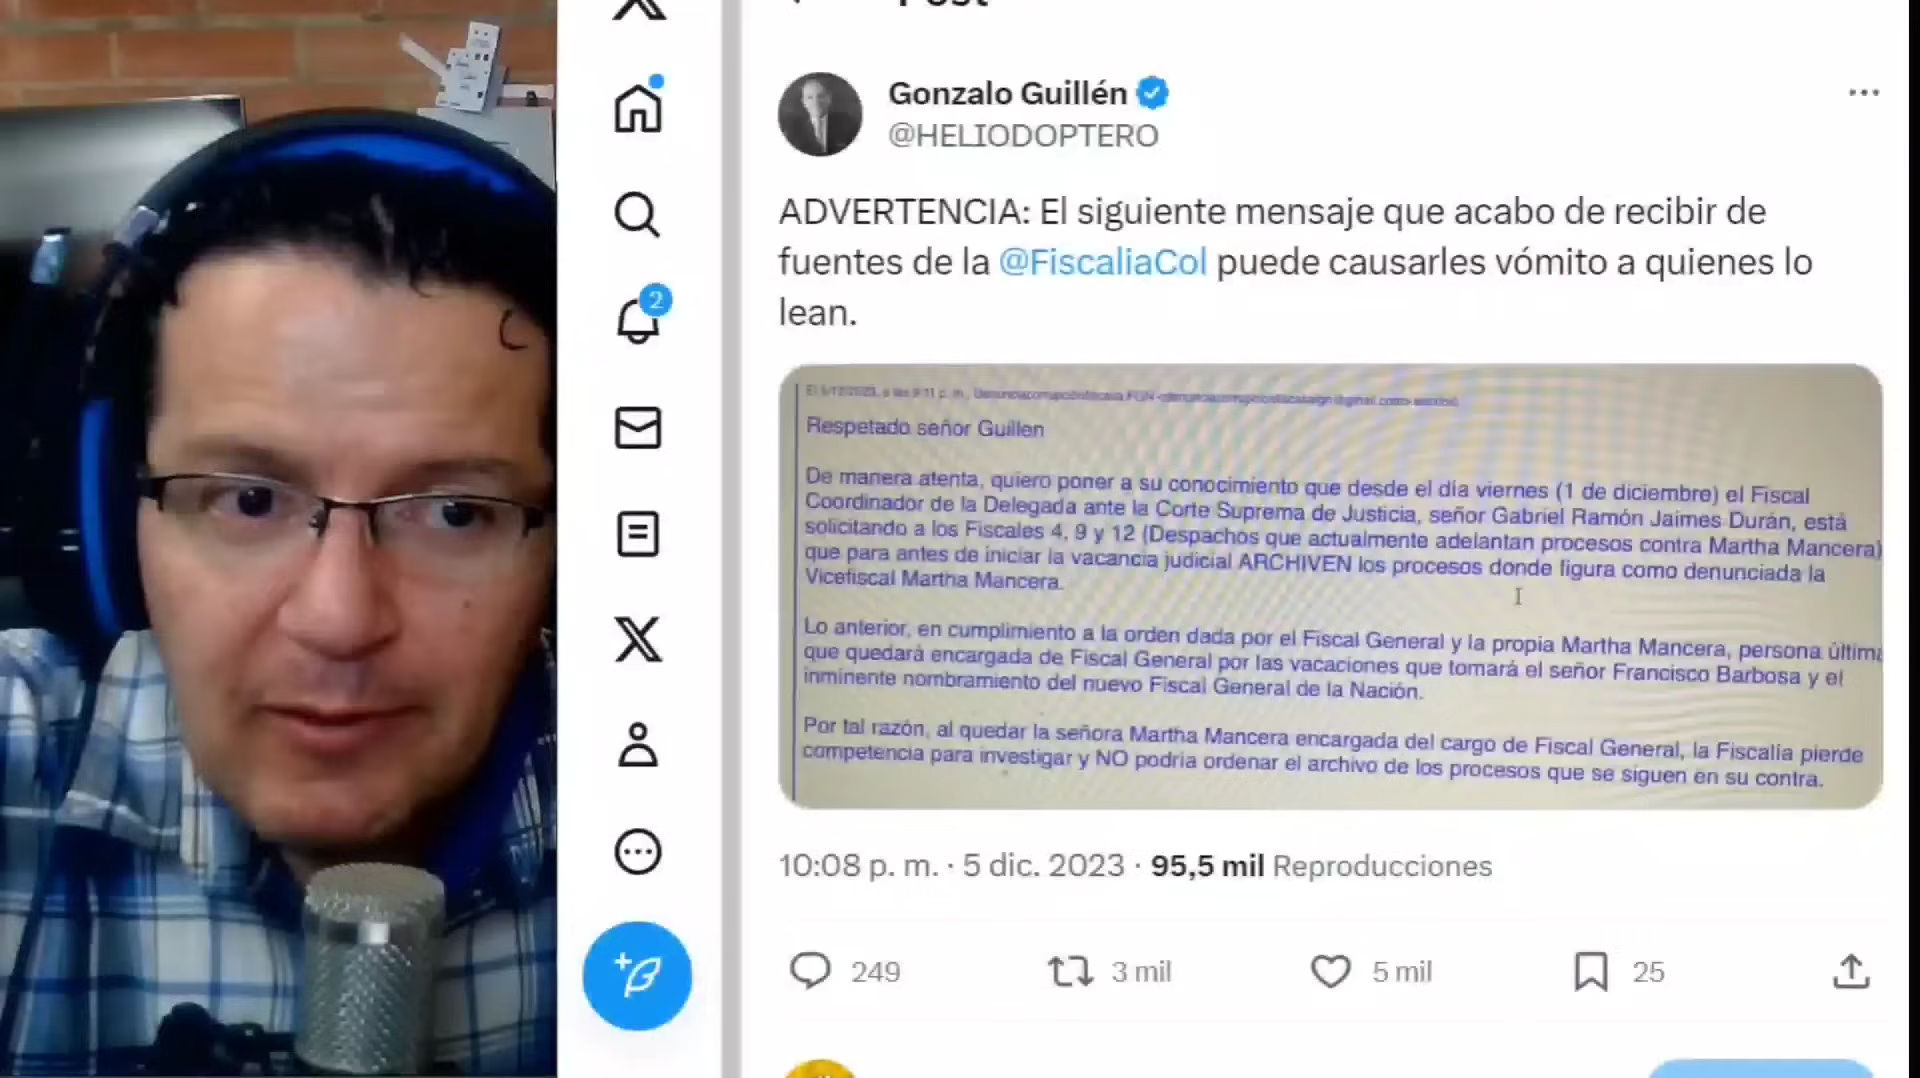 Post
Gonzalo Guillén
@HELIODOPTERO
ADVERTENCIA: El siguiente mensaje que acabo de recibir de
fuentes de la @FiscaliaCol puede causarles vómito a quienes lo
lean.
Respetado señor Guillen
De manera atenta, quiero poner a su conocimiento que desde el día viernes (1 de diciembre) el Fiscal
Coordinador de la Delegada ante la Corte Suprema de Justicia, señor Gabriel Ramón Jaimes Durán, está
solicitando a los Fiscales 4, 9 y 12 (Despachos que actualmente adelantan procesos contra Martha Mancera)
que para antes de iniciar la vacancia judicial ARCHIVEN los procesos donde figura como denunciada la
Vicefiscal Martha Mancera.
Lo anterior, en cumplimiento a la orden dada por el Fiscal General y la propia Martha Mancera, persona última
que quedará encargada de Fiscal General por las vacaciones que tomará el señor Francisco Barbosa y el
inminente nombramiento del nuevo Fiscal General de la Nación.
Por tal razón, al quedar la señora Martha Mancera encargada del cargo de Fiscal General, la Fiscalia pierde
competencia para investigar y NO podria ordenar el archivo de los procesos que se siguen en su contra.
10:08 p. m. · 5 dic. 2023 · 95,5 mil Reproducciones
249 3 mil 5 mil 25
2